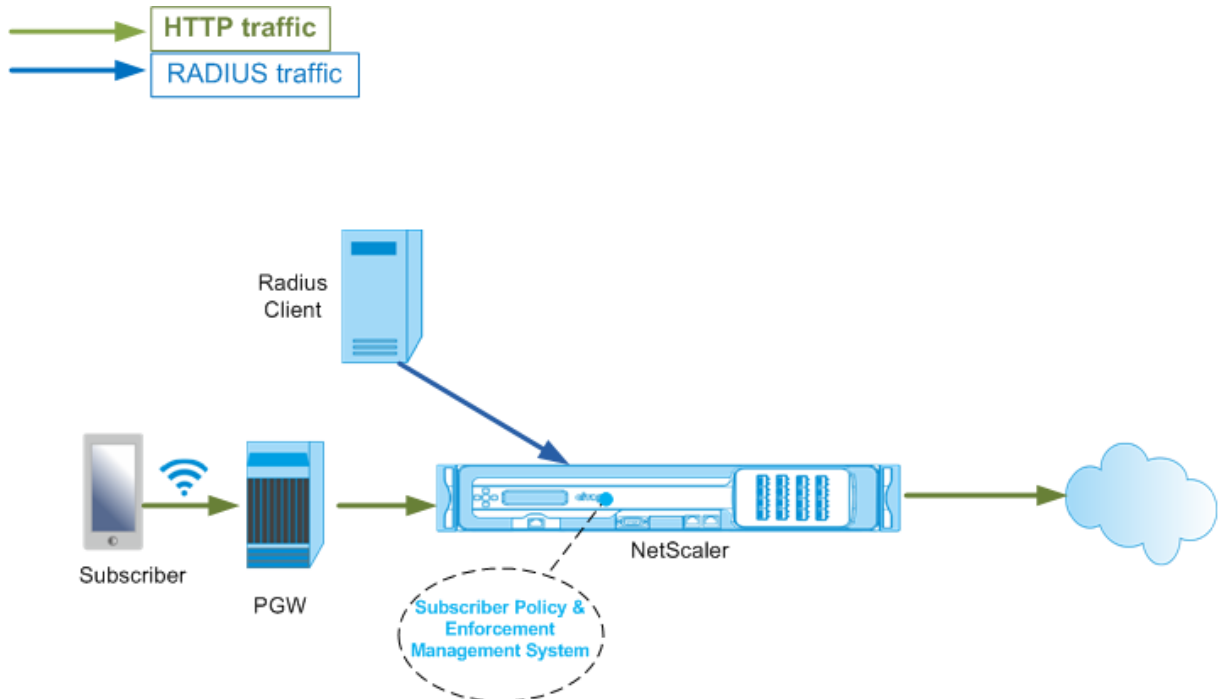 HTTP traffic
RADIUS traffic
Radius
Client
Subscriber
PGW
NetScaler
Subscriber Policy &
Enforcement
Management System